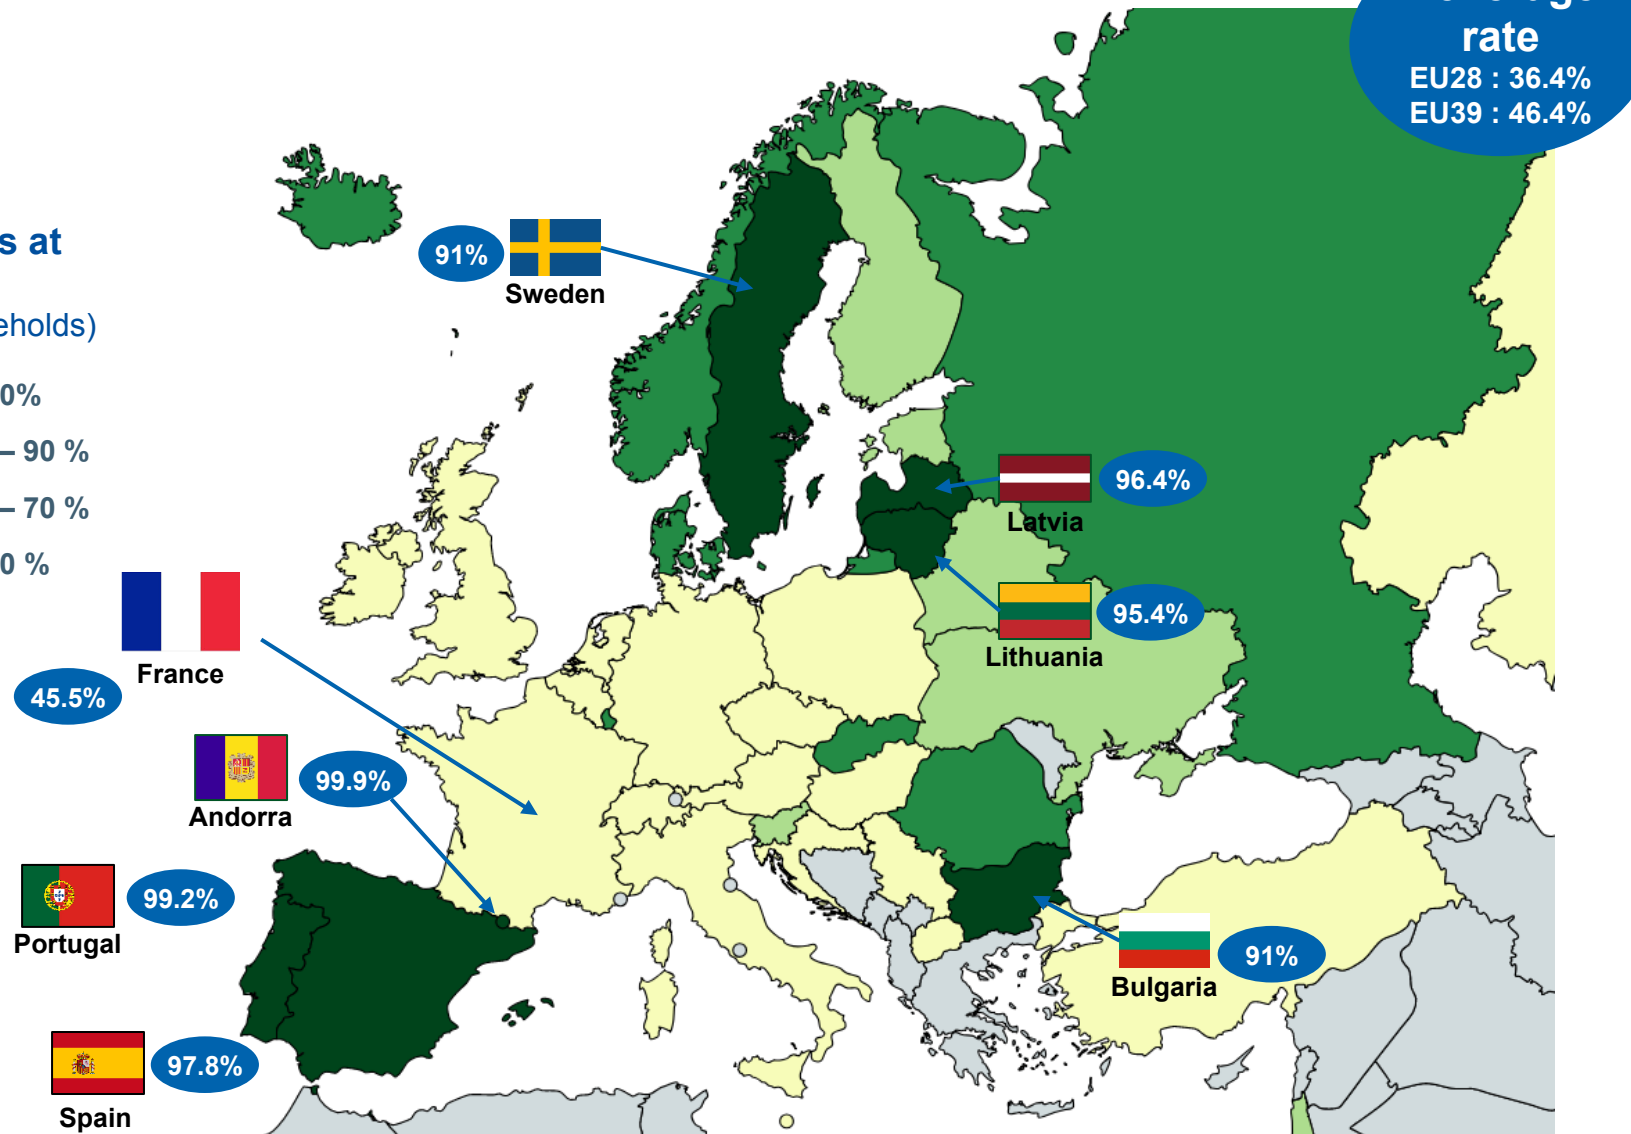 rate
EU28 : 36.4%
EU39 : 46.4%
s at
eholds)
0%
– 90 %
– 70 %
0 %
91%
Sweden
96.4%
Latvia
95.4%
Lithuania
France
45.5%
Andorra
99.9%
Portugal
99.2%
Bulgaria
91%
Spain
97.8%